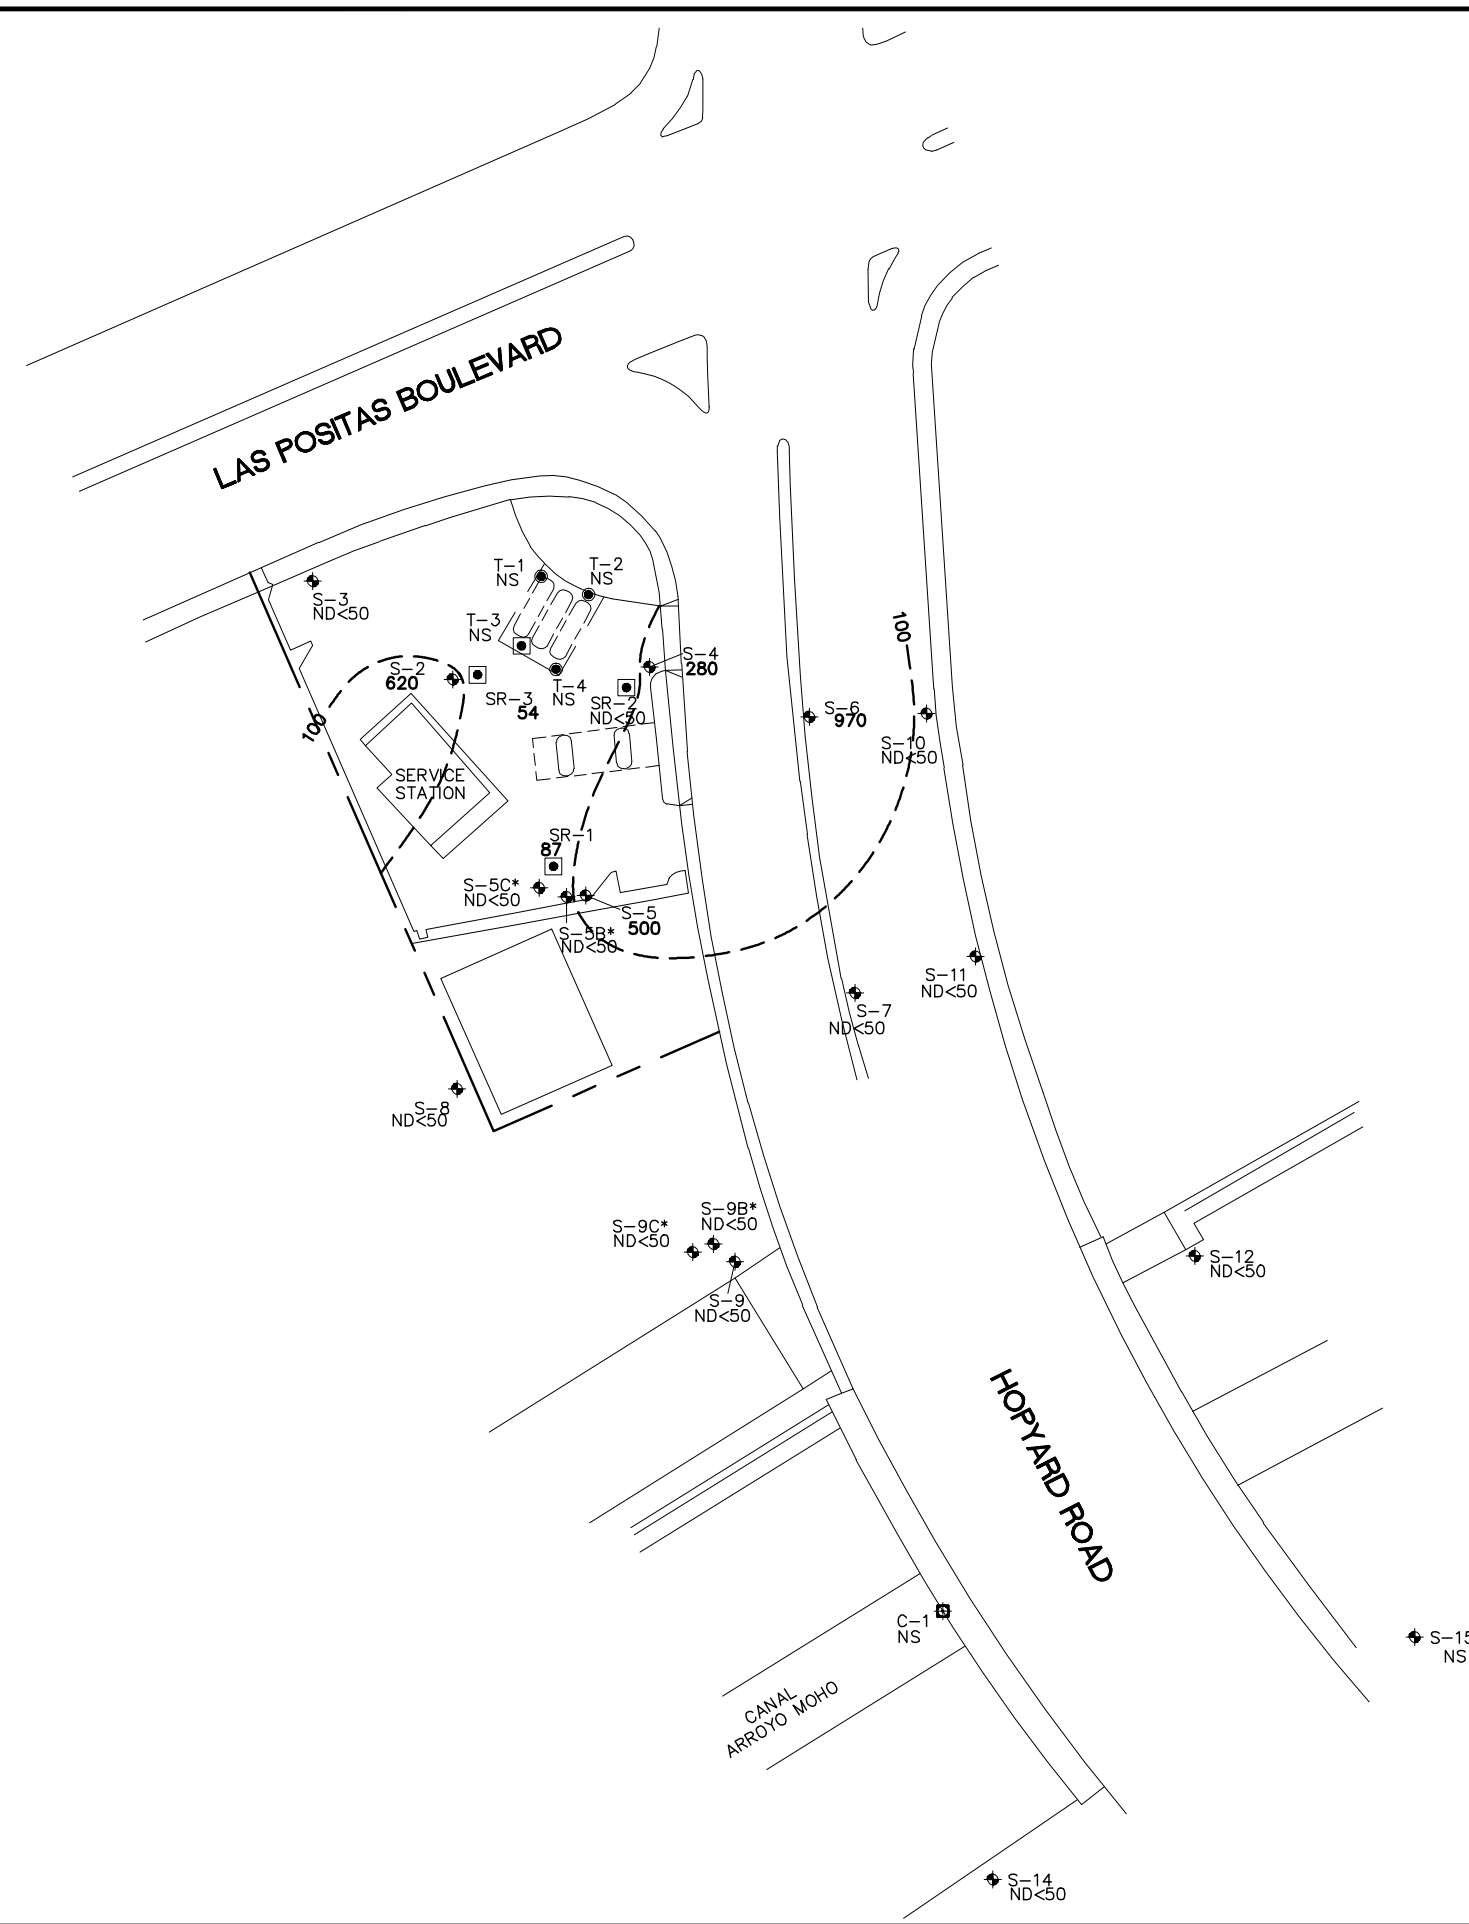 LAS POSITAS BOULEVARD
T-1
NS
T-2
NS
S-3
ND<50
T-3
NS
100
S-4
280
S-2
620
SR-3
54
T-4
NS
SR-2
ND<50
S-6
970
100
S-10
ND<50
SERVICE
STATION
SR-1
87
S-5C*
ND<50
S-5
500
S-5B*
ND<50
S-11
ND<50
S-7
ND<50
S-8
ND<50
S-9B*
ND<50
S-9C*
ND<50
S-12
ND<50
S-9
ND<50
HOPYARD ROAD
C-1
NS
S-15
NS
CANAL
ARROYO MOHO
S-14
ND<50